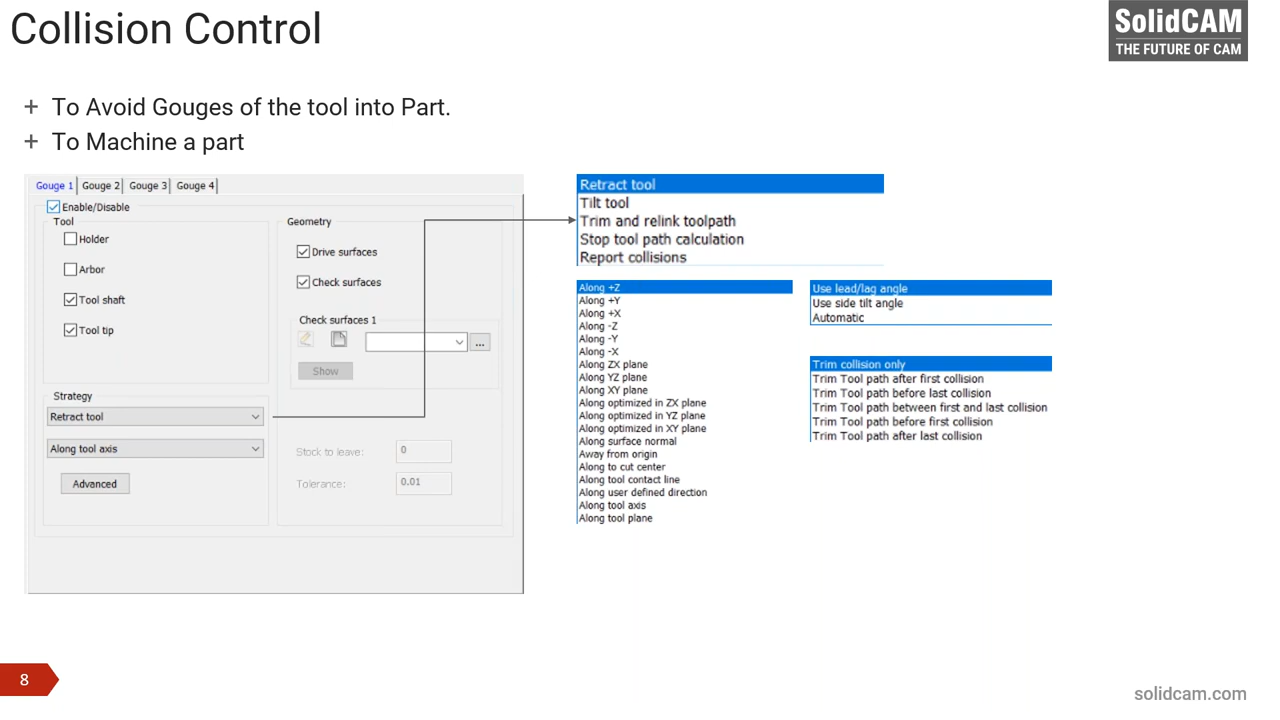 Collision Control
SolidCAM
THE FUTURE OF CAM
+ To Avoid Gouges of the tool into Part.
+ To Machine a part
Gouge 1 Gouge 2 Gouge 3 Gouge 4
Enable/Disable
Tool
Holder
Arbor
Tool shaft
Tool tip
Strategy
Retract tool
Along tool axis
Advanced
Geometry
Drive surfaces
Check surfaces
Check surfaces 1
...
Show
Stock to leave: 0
Tolerance: 0.01
Retract tool
Tilt tool
Trim and relink toolpath
Stop tool path calculation
Report collisions
Along +Z
Along +Y
Along +X
Along -Z
Along -Y
Along -X
Along ZX plane
Along YZ plane
Along XY plane
Along optimized in ZX plane
Along optimized in YZ plane
Along optimized in XY plane
Along surface normal
Away from origin
Along to cut center
Along tool contact line
Along user defined direction
Along tool axis
Along tool plane
Use lead/lag angle
Use side tilt angle
Automatic
Trim collision only
Trim Tool path after first collision
Trim Tool path before last collision
Trim Tool path between first and last collision
Trim Tool path before first collision
Trim Tool path after last collision
8
solidcam.com